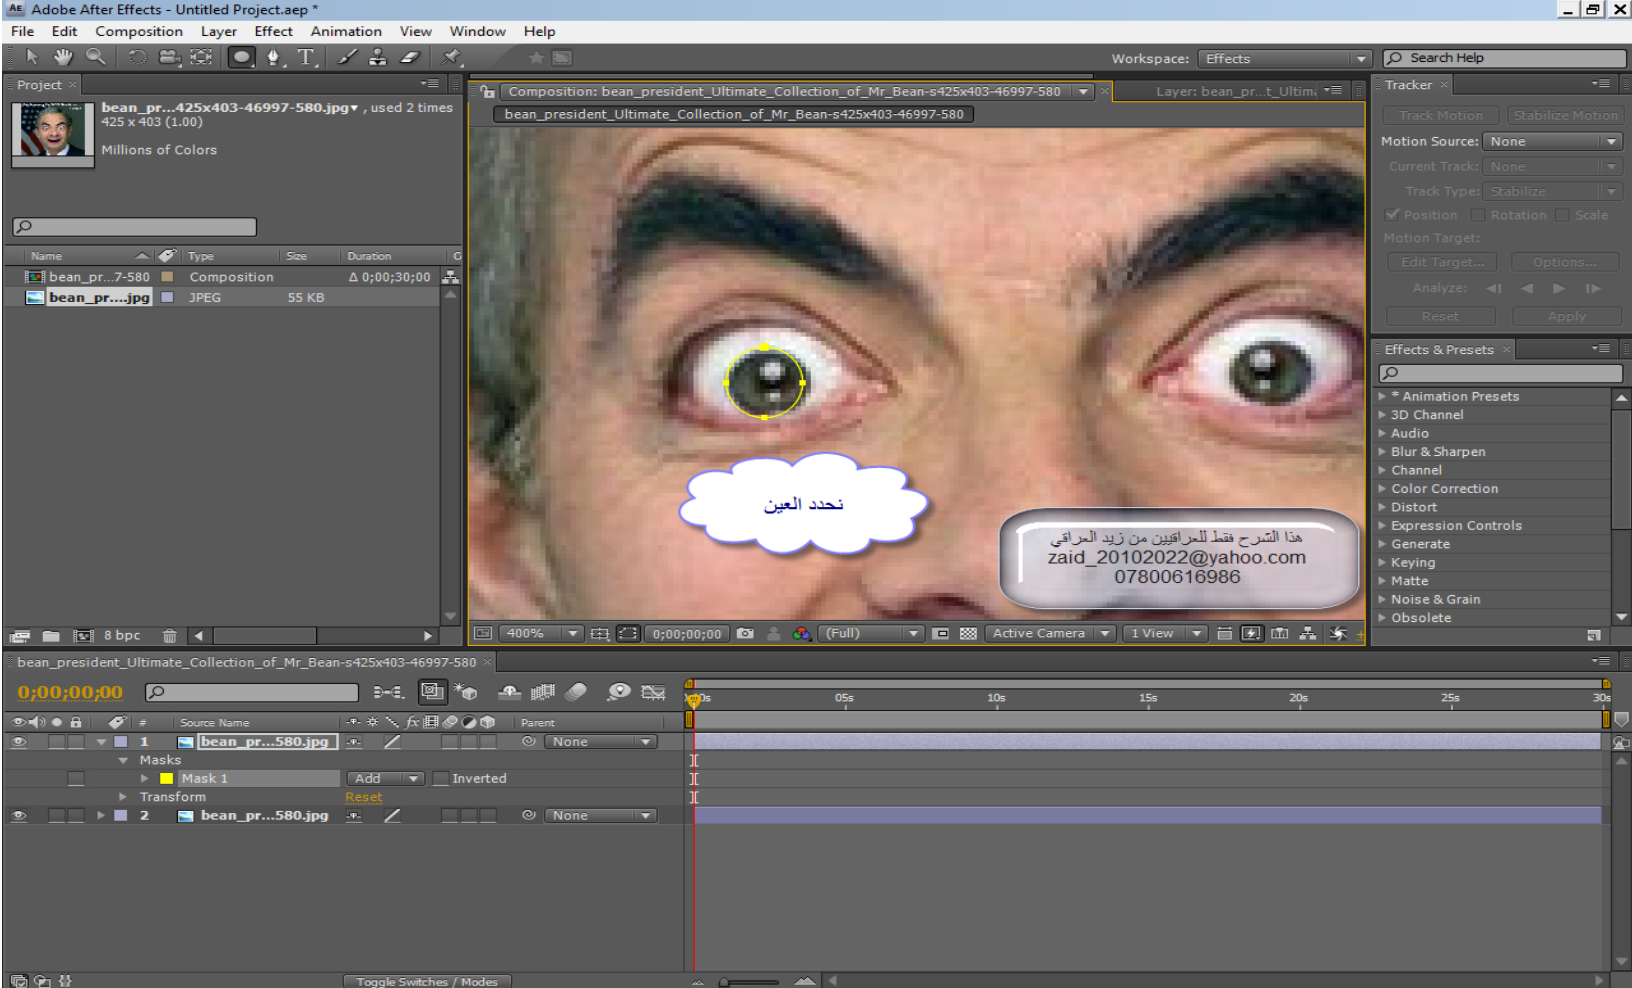 Adobe After Effects - Untitled Project.aep *
File Edit Composition Layer Effect Animation View Window Help
Workspace: Effects
Search Help
Project
bean_pr...425x403-46997-580.jpg▾ , used 2 times
425 x 403 (1.00)
Millions of Colors
Name Type Size Duration
bean_pr...7-580 Composition Δ 0;00;30;00
bean_pr....jpg JPEG 55 KB
8 bpc
Composition: bean_president_Ultimate_Collection_of_Mr_Bean-s425x403-46997-580
Layer: bean_pr...t_Ultim
bean_president_Ultimate_Collection_of_Mr_Bean-s425x403-46997-580
نحدد العين
هذا الشرح فقط للعراقيين من زيد العراقي
zaid_20102022@yahoo.com
07800616986
400% 0;00;00;00 (Full) Active Camera 1 View
Tracker
Track Motion Stabilize Motion
Motion Source: None
Current Track: None
Track Type: Stabilize
Position Rotation Scale
Motion Target:
Edit Target... Options...
Analyze:
Reset Apply
Effects & Presets
* Animation Presets
3D Channel
Audio
Blur & Sharpen
Channel
Color Correction
Distort
Expression Controls
Generate
Keying
Matte
Noise & Grain
Obsolete
bean_president_Ultimate_Collection_of_Mr_Bean-s425x403-46997-580
0;00;00;00
05s 10s 15s 20s 25s 30s
# Source Name Parent
1 bean_pr...580.jpg None
Masks
Mask 1 Add Inverted
Transform Reset
2 bean_pr...580.jpg None
Toggle Switches / Modes